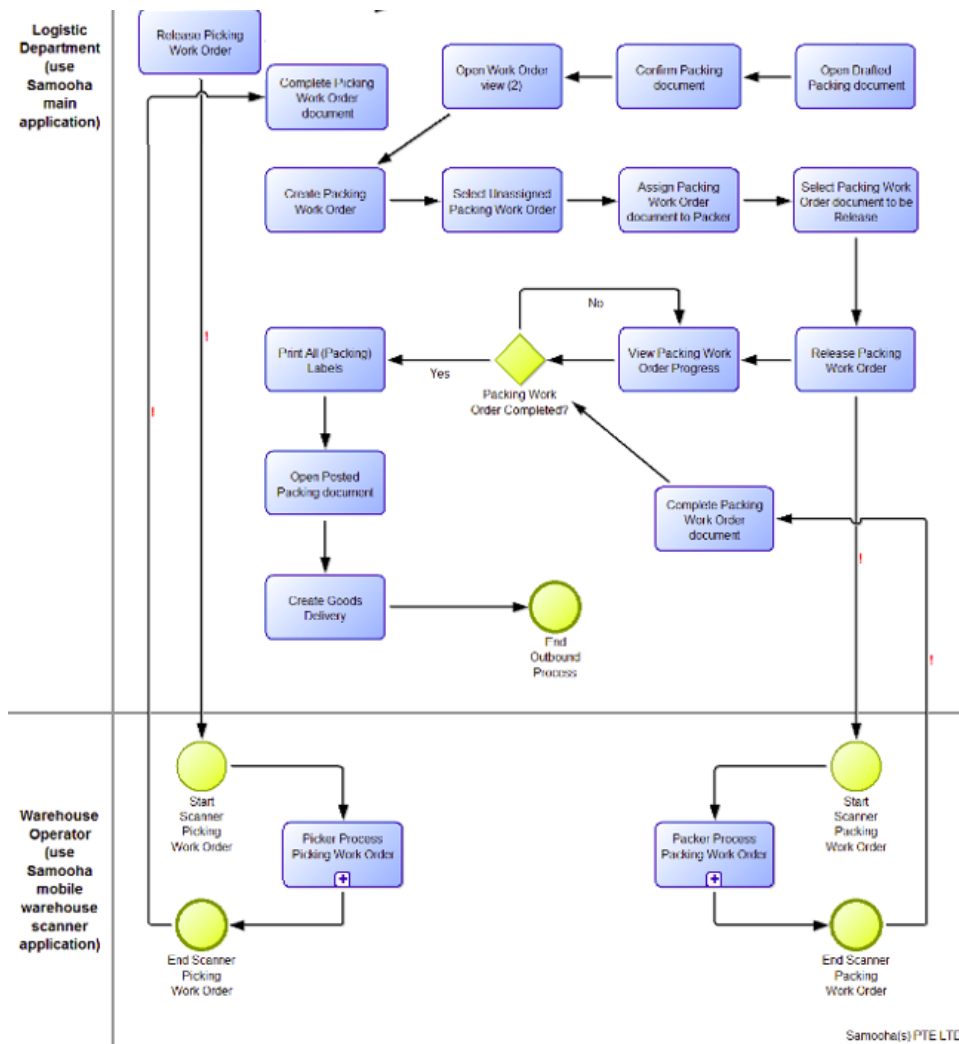 Logistic
Department
(use
Samooha
main
application)
Release Picking
Work Order
Complete Picking
Work Order
document
Open Work Order
view (2)
Confirm Packing
document
Open Drafted
Packing document
Create Packing
Work Order
Select Unassigned
Packing Work Order
Assign Packing
Work Order
document to Packer
Select Packing Work
Order document to be
Release
No
Print All (Packing)
Labels
Yes
Packing Work
Order Completed?
View Packing Work
Order Progress
Release Packing
Work Order
!
!
Open Posted
Packing document
Complete Packing
Work Order
document
!
Create Goods
Delivery
End
Outbound
Process
!
Warehouse
Operator
(use
Samooha
mobile
warehouse
scanner
application)
Start
Scanner
Picking
Work Order
Picker Process
Picking Work Order
End Scanner
Picking
Work Order
Packer Process
Packing Work Order
Start
Scanner
Packing
Work Order
End Scanner
Packing
Work Order
Samooha(s) PTE LTD